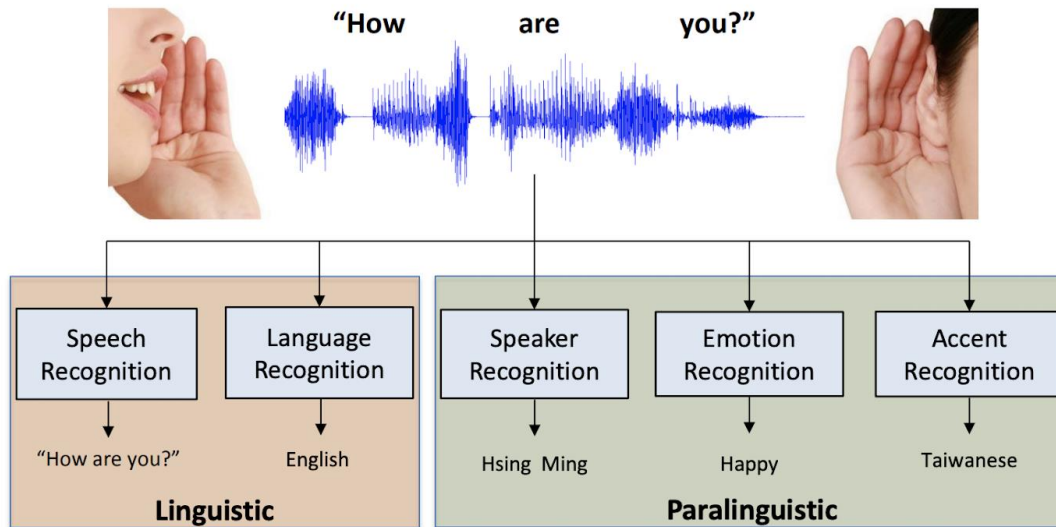 “How are you?”
Speech
Recognition
Language
Recognition
Speaker
Recognition
Emotion
Recognition
Accent
Recognition
“How are you?”
English
Hsing Ming
Happy
Taiwanese
Linguistic
Paralinguistic